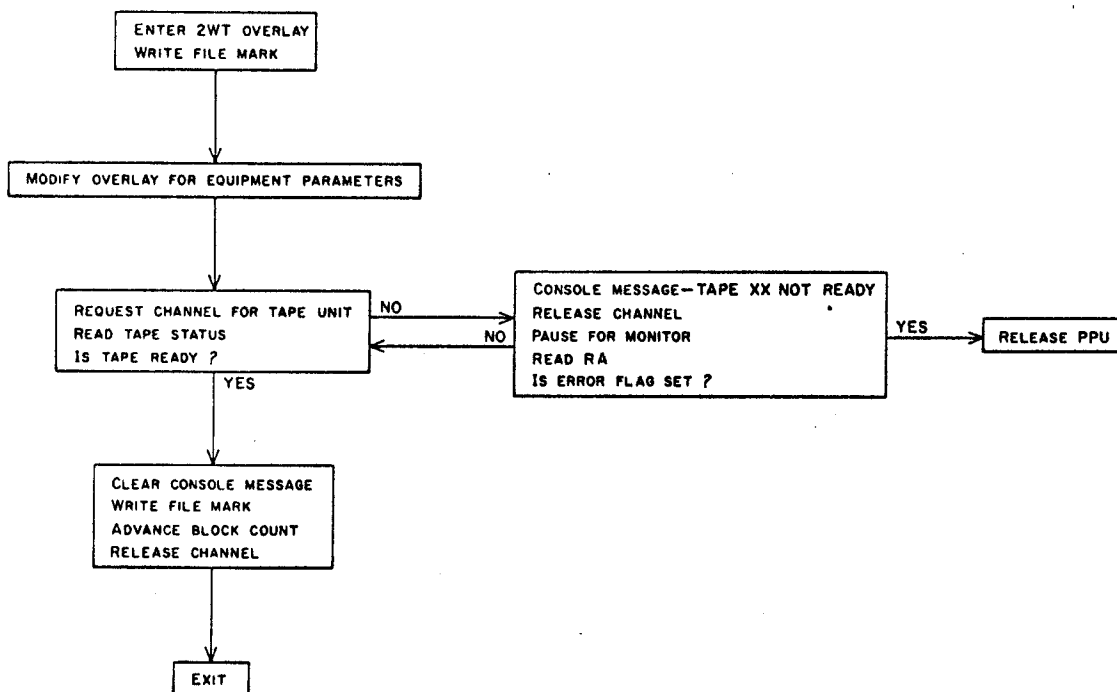 ENTER 2WT OVERLAY
WRITE FILE MARK
MODIFY OVERLAY FOR EQUIPMENT PARAMETERS
REQUEST CHANNEL FOR TAPE UNIT
READ TAPE STATUS
IS TAPE READY ?
NO
NO
CONSOLE MESSAGE—TAPE XX NOT READY
RELEASE CHANNEL
PAUSE FOR MONITOR
READ RA
IS ERROR FLAG SET ?
YES
RELEASE PPU
YES
CLEAR CONSOLE MESSAGE
WRITE FILE MARK
ADVANCE BLOCK COUNT
RELEASE CHANNEL
EXIT